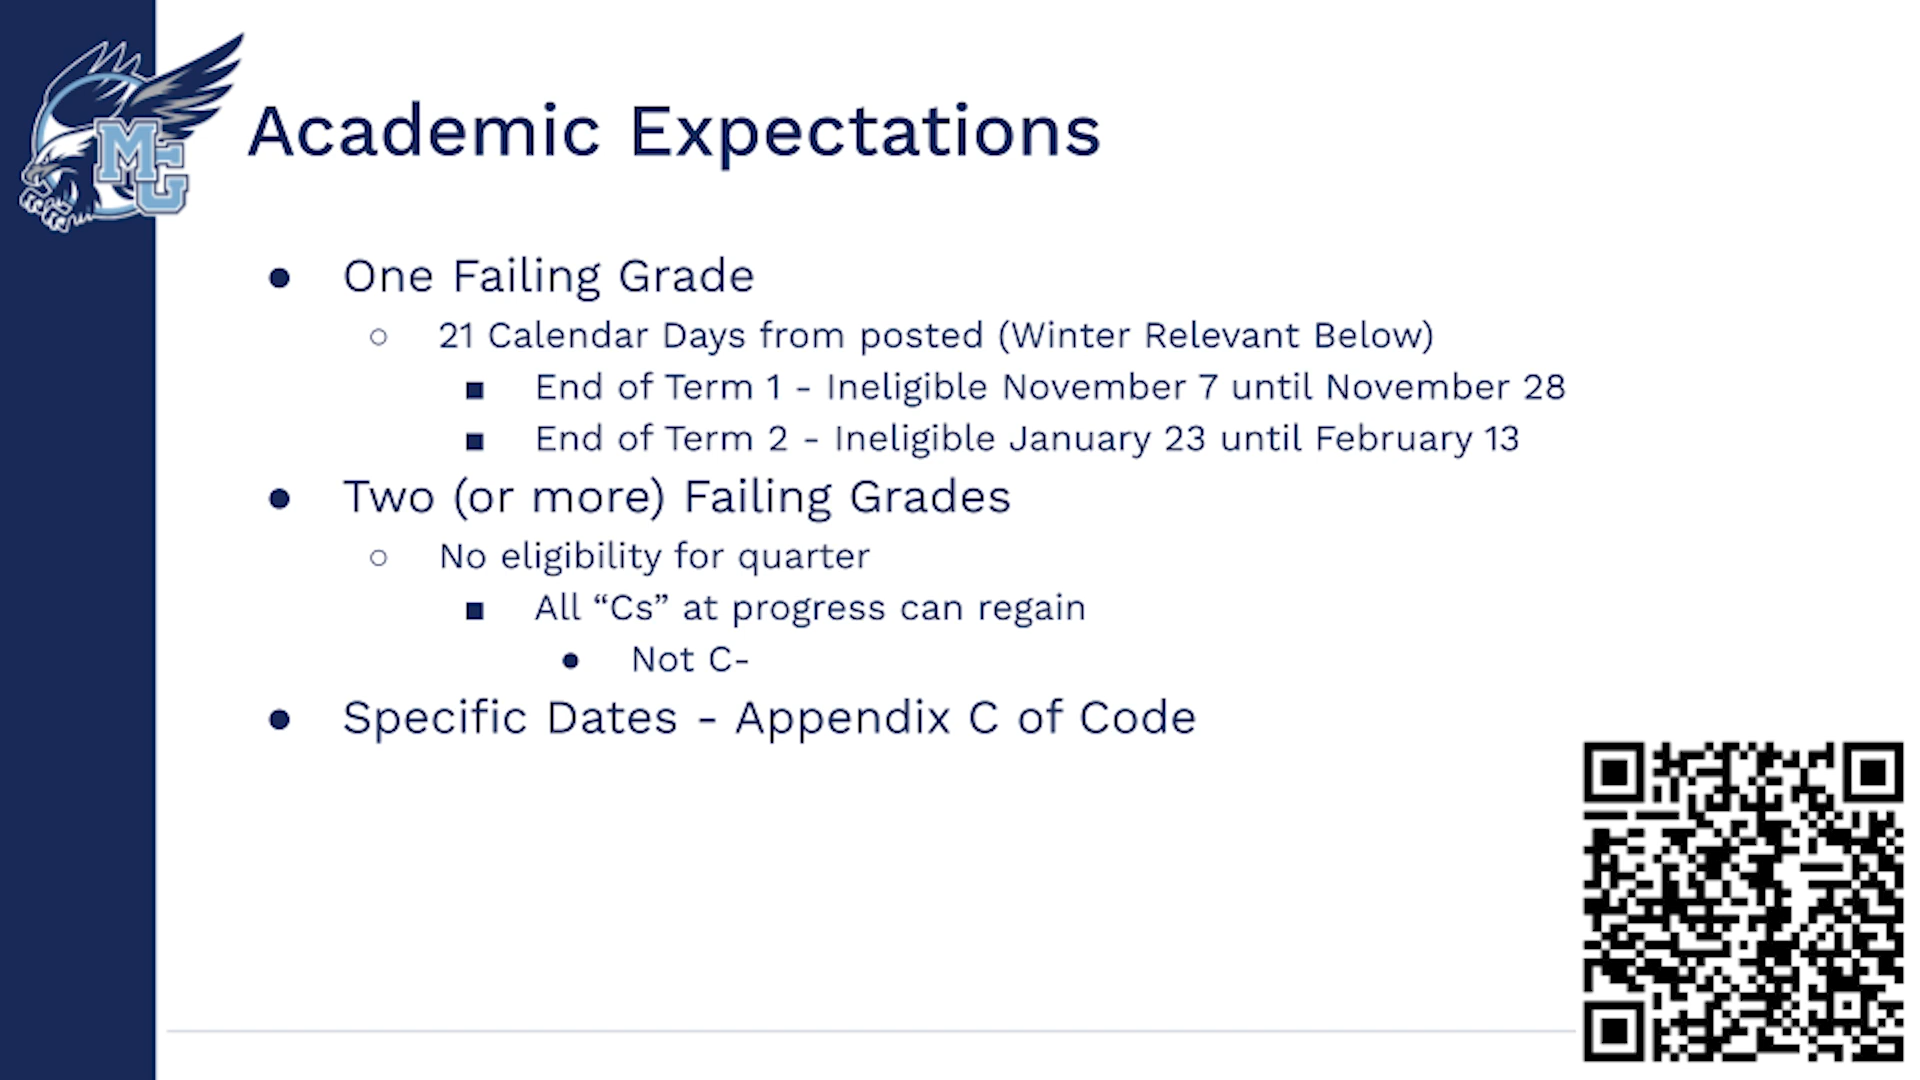 MG
Academic Expectations
● One Failing Grade
○ 21 Calendar Days from posted (Winter Relevant Below)
■ End of Term 1 - Ineligible November 7 until November 28
■ End of Term 2 - Ineligible January 23 until February 13
● Two (or more) Failing Grades
○ No eligibility for quarter
■ All “Cs” at progress can regain
● Not C-
● Specific Dates - Appendix C of Code